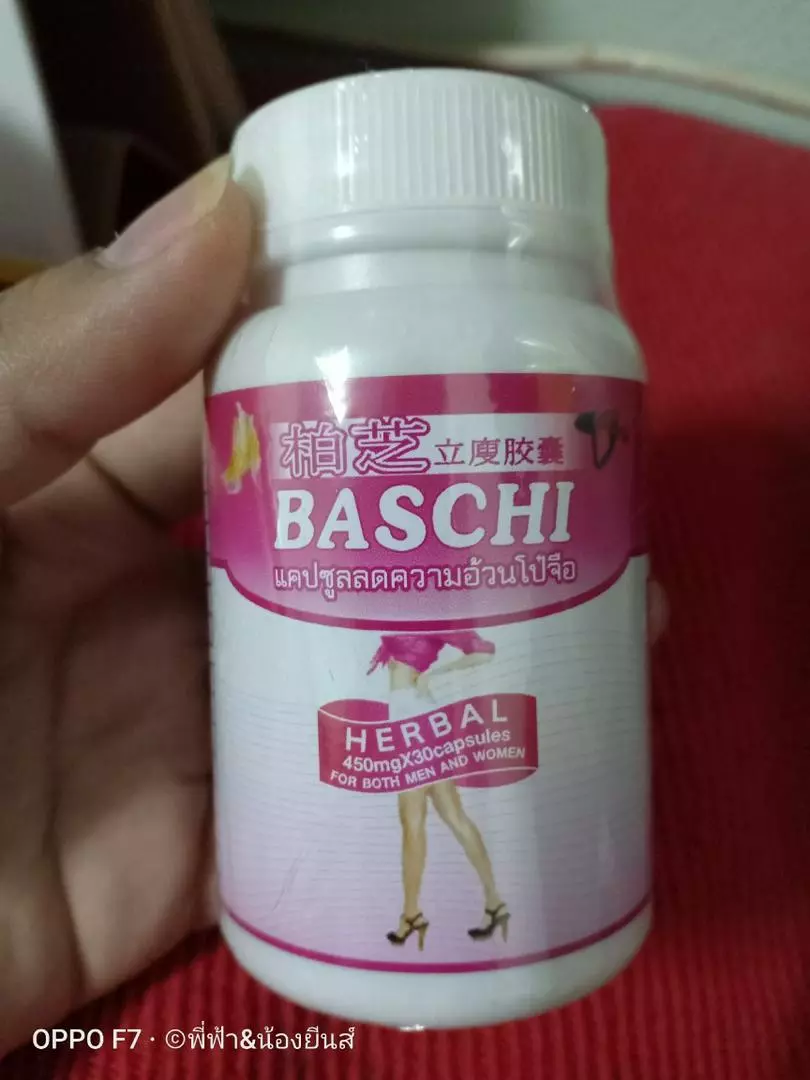 柏芝立廋胶囊
BASCHI
แคปซูลลดความอ้วนโป๋จือ
HERBAL
450mgX30capsules
FOR BOTH MEN AND WOMEN
OPPO F7 · ©พี่ฟ้า&น้องยีนส์